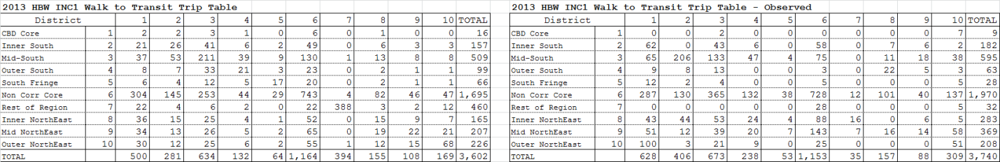 2013 HBW INC1 Walk to Transit Trip Table
District 1 2 3 4 5 6 7 8 9 10 TOTAL
CBD Core 1 2 2 3 1 0 6 0 1 0 0 16
Inner South 2 21 26 41 6 2 49 0 6 3 3 157
Mid-South 3 37 53 211 39 9 130 1 13 8 8 509
Outer South 4 8 7 33 21 3 23 0 2 1 1 99
South Fringe 5 6 4 12 5 17 20 0 2 1 1 66
Non Corr Core 6 304 145 253 44 29 743 4 82 46 47 1,695
Rest of Region 7 22 4 6 2 0 22 388 3 2 12 460
Inner NorthEast 8 36 15 25 4 1 52 0 15 9 7 165
Mid NorthEast 9 34 13 26 5 2 65 0 19 22 21 207
Outer NorthEast 10 30 12 25 6 2 55 1 12 15 68 226
TOTAL 500 281 634 132 64 1,164 394 155 108 169 3,602
2013 HBW INC1 Walk to Transit Trip Table - Observed
District 1 2 3 4 5 6 7 8 9 10 TOTAL
CBD Core 1 0 0 2 0 0 0 0 0 0 7 9
Inner South 2 62 0 43 6 0 58 0 7 6 2 182
Mid-South 3 65 206 133 47 4 75 0 11 18 38 595
Outer South 4 9 8 13 0 0 3 0 22 5 3 63
South Fringe 5 12 2 4 0 0 5 0 0 0 5 28
Non Corr Core 6 287 130 365 132 38 728 12 101 40 137 1,970
Rest of Region 7 0 0 0 0 0 28 0 0 0 5 32
Inner NorthEast 8 43 44 53 24 4 88 16 0 6 5 283
Mid NorthEast 9 51 12 39 20 7 143 7 16 14 58 369
Outer NorthEast 10 100 3 21 9 0 25 0 0 0 51 208
TOTAL 628 406 673 238 53 1,153 35 157 88 309 3,740